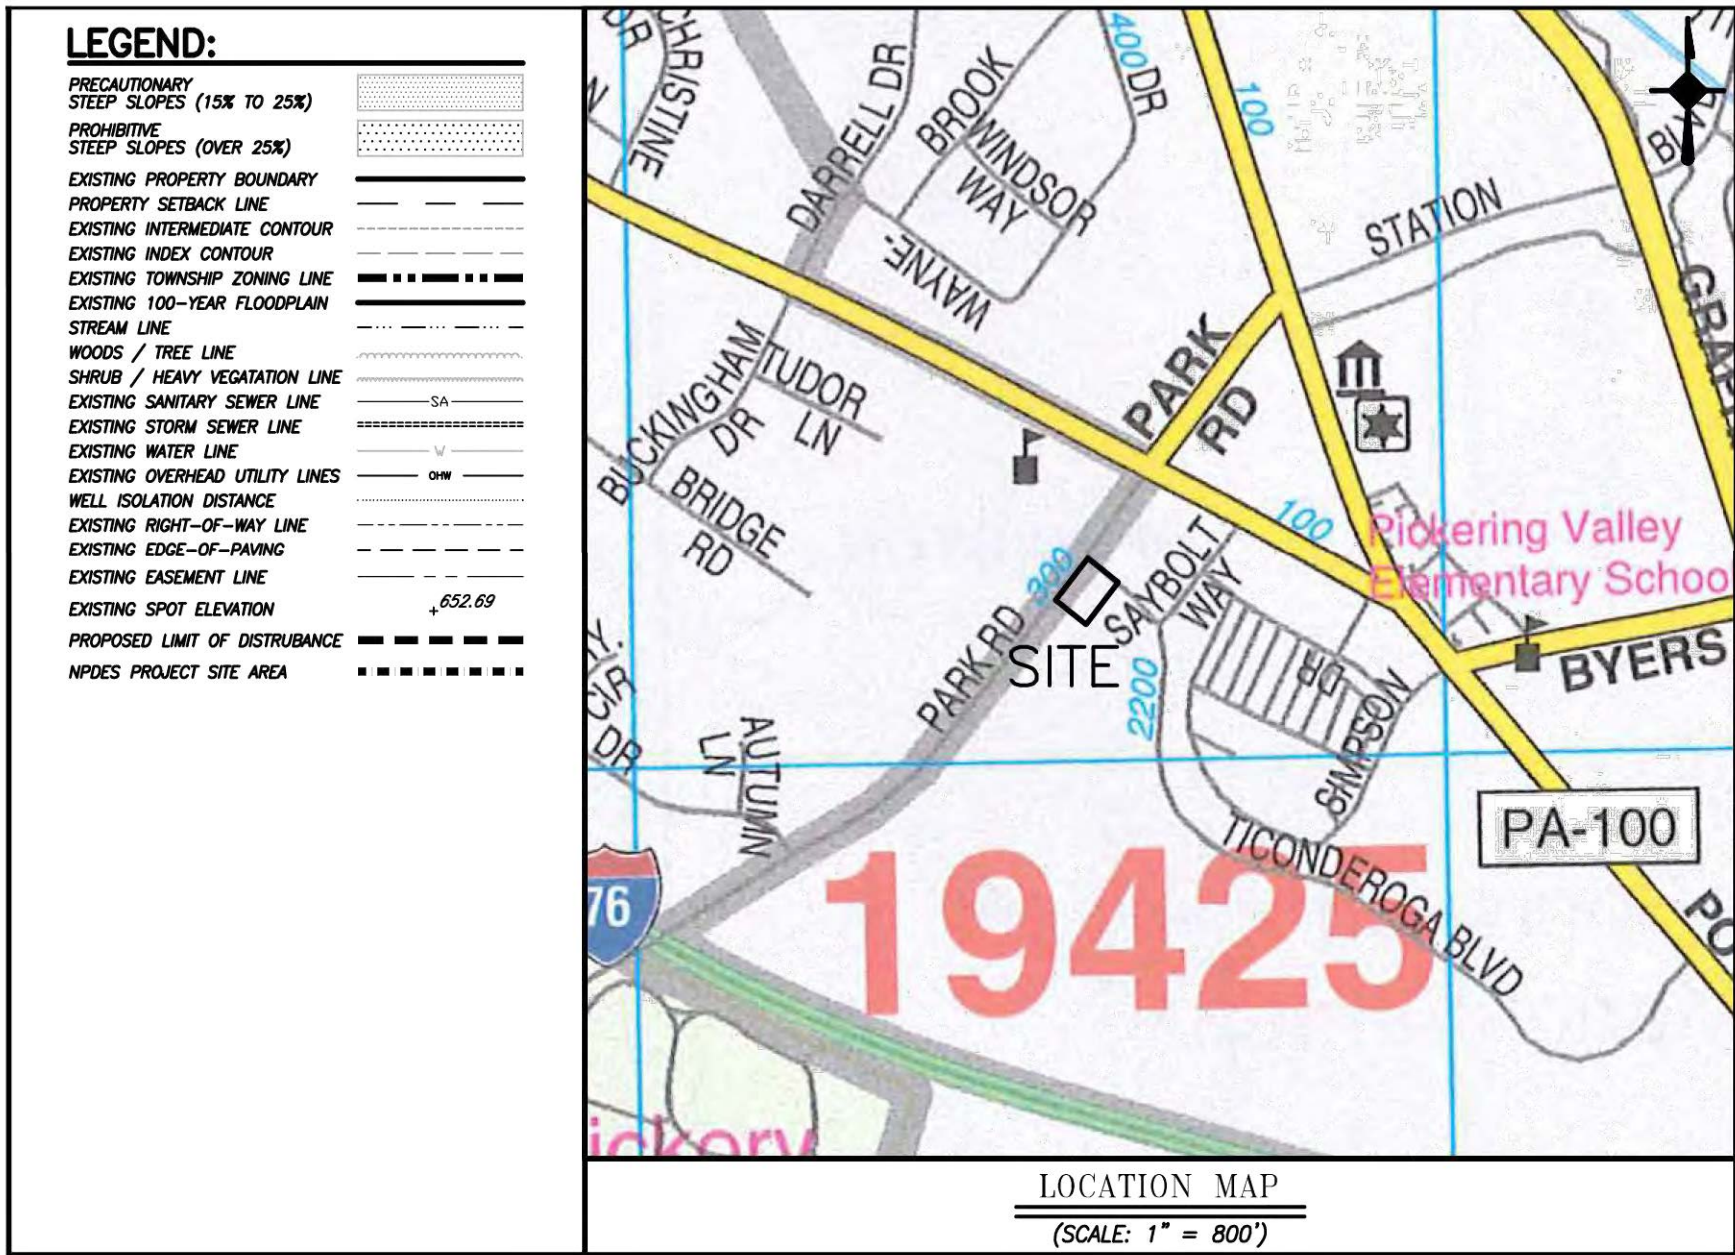 LEGEND:
PRECAUTIONARY
STEEP SLOPES (15% TO 25%)
PROHIBITIVE
STEEP SLOPES (OVER 25%)
EXISTING PROPERTY BOUNDARY
PROPERTY SETBACK LINE
EXISTING INTERMEDIATE CONTOUR
EXISTING INDEX CONTOUR
EXISTING TOWNSHIP ZONING LINE
EXISTING 100-YEAR FLOODPLAIN
STREAM LINE
WOODS / TREE LINE
SHRUB / HEAVY VEGATATION LINE
EXISTING SANITARY SEWER LINE
SA
EXISTING STORM SEWER LINE
EXISTING WATER LINE
W
EXISTING OVERHEAD UTILITY LINES
OHW
WELL ISOLATION DISTANCE
EXISTING RIGHT-OF-WAY LINE
EXISTING EDGE-OF-PAVING
EXISTING EASEMENT LINE
EXISTING SPOT ELEVATION
+652.69
PROPOSED LIMIT OF DISTRUBANCE
NPDES PROJECT SITE AREA
DR
CHRISTINE
DARRELL DR
BROOK
WINDSOR
WAY
400
DR
100
BLVD
STATION
WAYNE-
GRAP
PARK
RD
BUCKINGHAM
DR
TUDOR
LN
BRIDGE
RD
100
Pickering Valley
Elementary Schoo
300
SAYBOLT
WAY
PARK RD
SITE
2200
DR
SIMPSON
BYERS
Y.
CIR
DR
AUTUMN
LN
PA-100
TICONDEROGA BLVD
PO
19425
76
ickory
LOCATION MAP
(SCALE: 1" = 800')